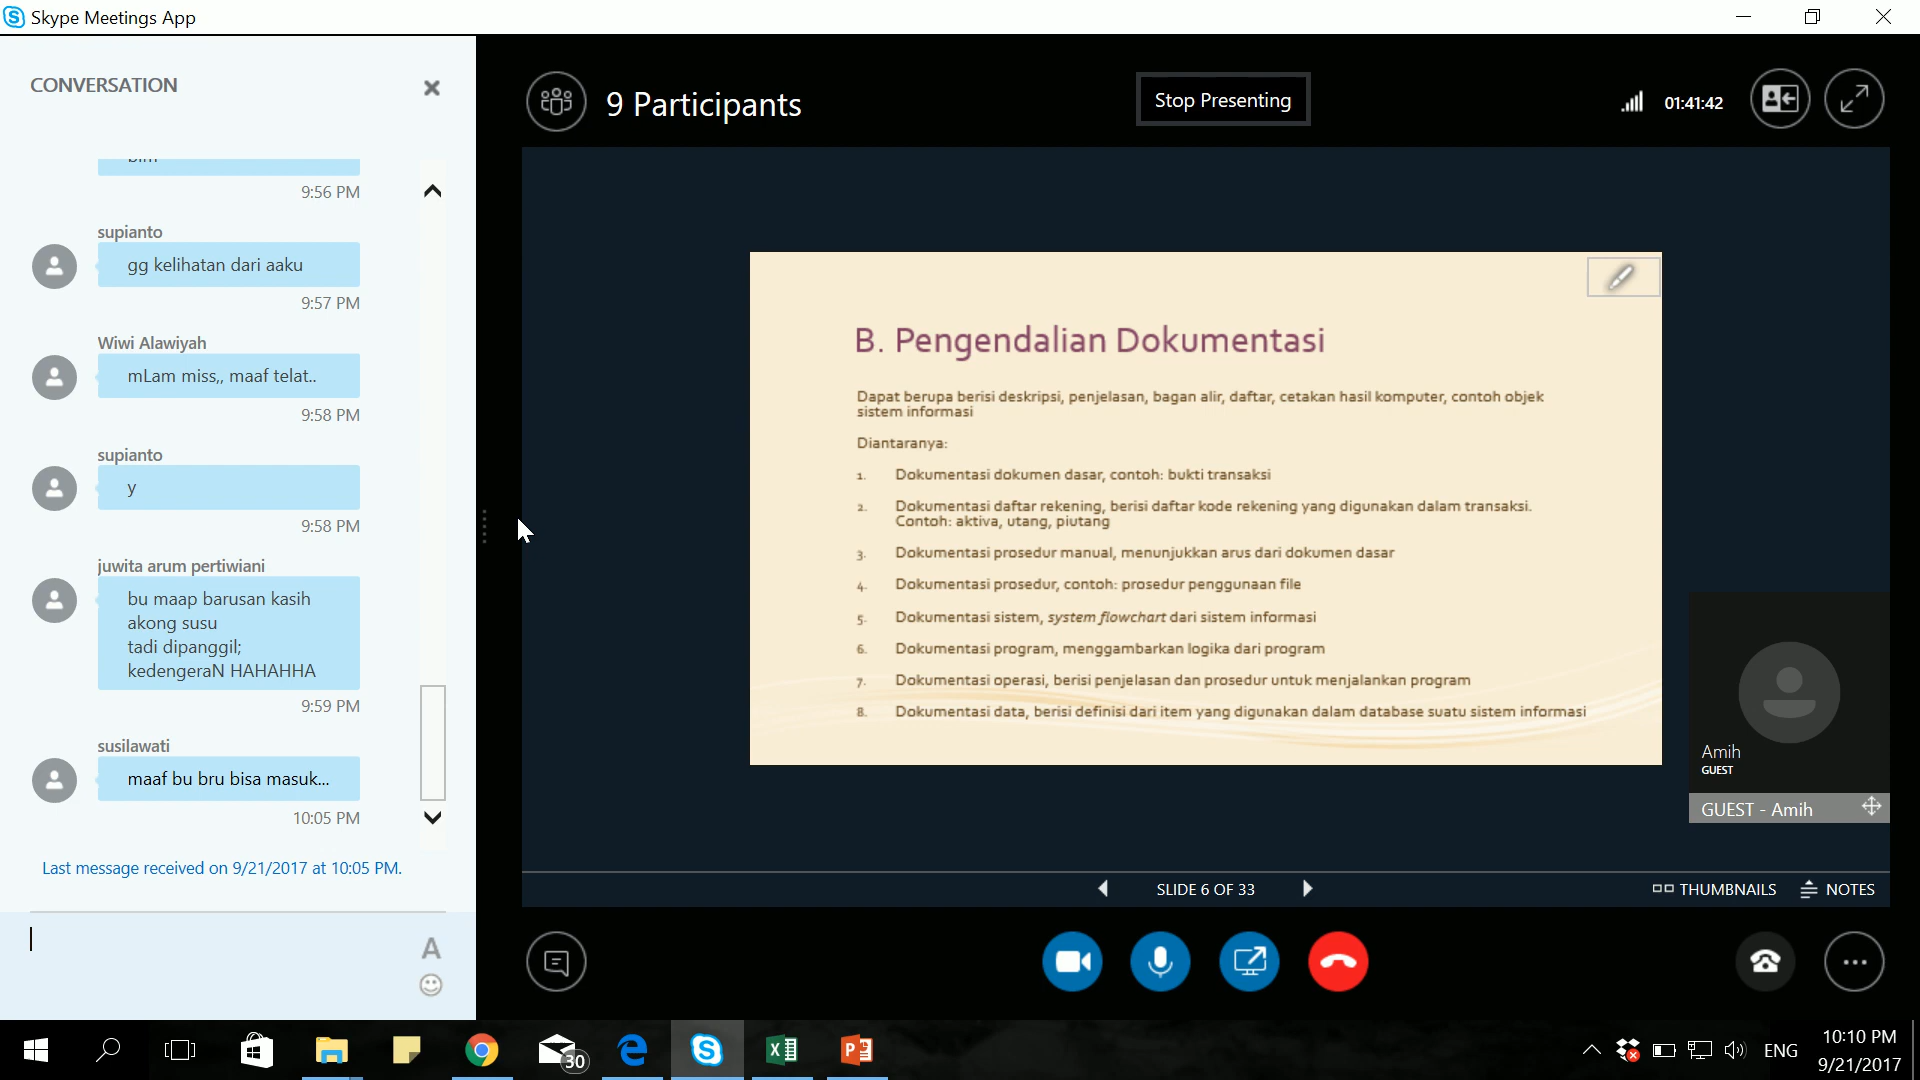 Skype Meetings App
CONVERSATION
9:56 PM
supianto
gg kelihatan dari aaku
9:57 PM
Wiwi Alawiyah
mLam miss,, maaf telat..
9:58 PM
supianto
y
9:58 PM
juwita arum pertiwiani
bu maap barusan kasih
akong susu
tadi dipanggil;
kedengeraN HAHAHHA
9:59 PM
susilawati
maaf bu bru bisa masuk...
10:05 PM
Last message received on 9/21/2017 at 10:05 PM.
A
9 Participants
Stop Presenting
01:41:42
B. Pengendalian Dokumentasi
Dapat berupa berisi deskripsi, penjelasan, bagan alir, daftar, cetakan hasil komputer, contoh objek
sistem informasi
Diantaranya:
1. Dokumentasi dokumen dasar, contoh: bukti transaksi
2. Dokumentasi daftar rekening, berisi daftar kode rekening yang digunakan dalam transaksi.
Contoh: aktiva, utang, piutang
3. Dokumentasi prosedur manual, menunjukkan arus dari dokumen dasar
4. Dokumentasi prosedur, contoh: prosedur penggunaan file
5. Dokumentasi sistem, system flowchart dari sistem informasi
6. Dokumentasi program, menggambarkan logika dari program
7. Dokumentasi operasi, berisi penjelasan dan prosedur untuk menjalankan program
8. Dokumentasi data, berisi definisi dari item yang digunakan dalam database suatu sistem informasi
Amih
GUEST
GUEST - Amih
SLIDE 6 OF 33
THUMBNAILS
NOTES
30
ENG
10:10 PM
9/21/2017